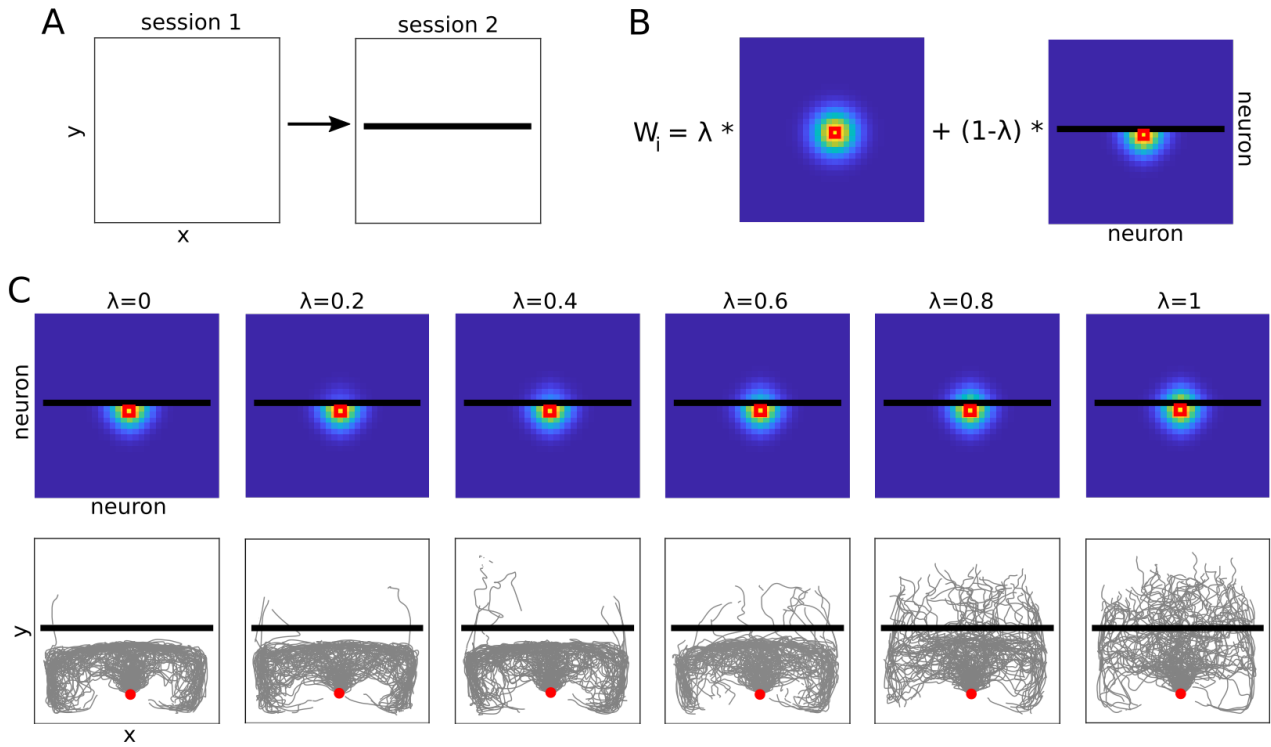 A
session 1
session 2
y
x
B
W_i = λ *
+ (1-λ) *
neuron
neuron
C
λ=0
λ=0.2
λ=0.4
λ=0.6
λ=0.8
λ=1
neuron
neuron
y
x